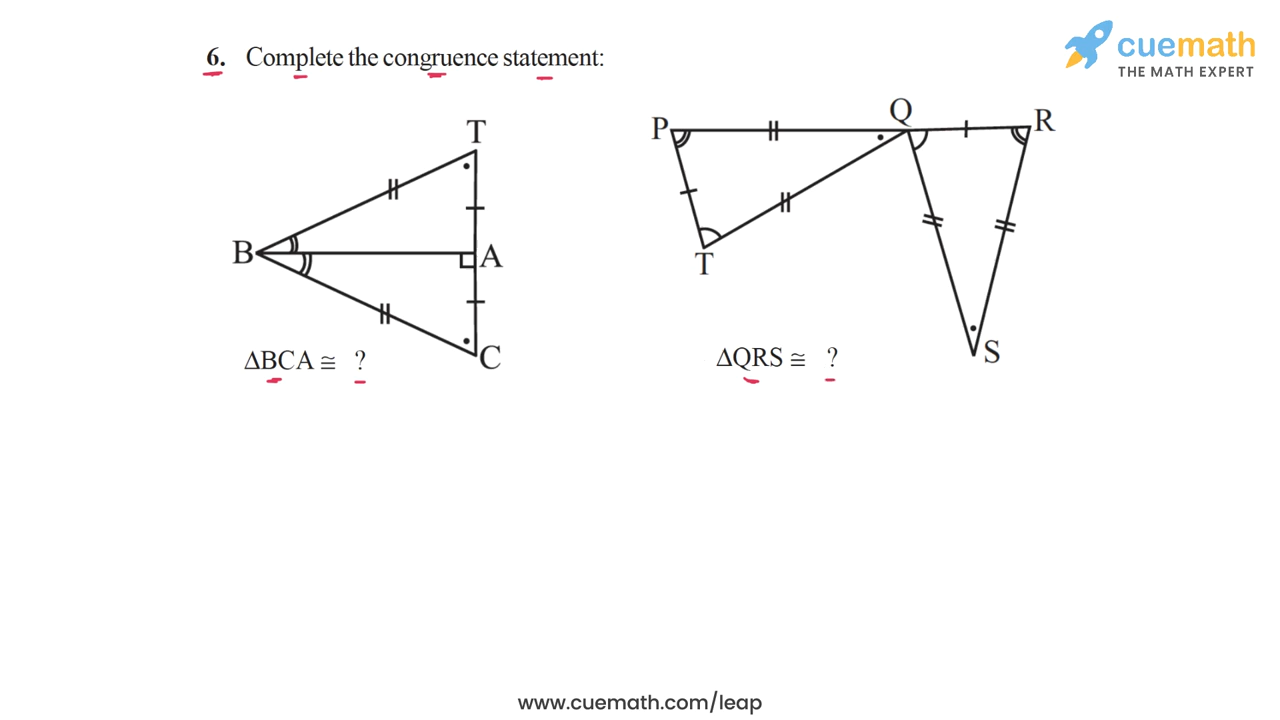 6. Complete the congruence statement:
cuemath
THE MATH EXPERT
T
B
A
C
ΔBCA ≅ ?
P
Q
R
T
S
ΔQRS ≅ ?
www.cuemath.com/leap